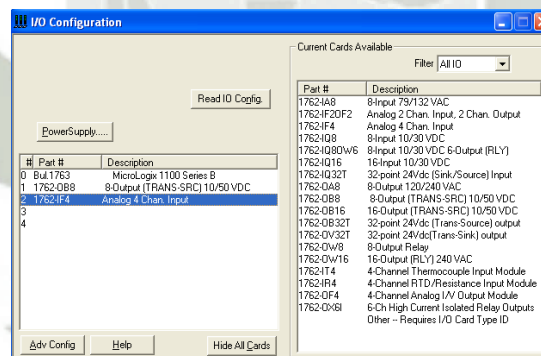 I/O Configuration
Current Cards Available
Filter All IO
Read IO Config.
PowerSupply.....
# Part # Description
0 Bul.1763 MicroLogix 1100 Series B
1 1762-OB8 8-Output (TRANS-SRC) 10/50 VDC
2 1762-IF4 Analog 4 Chan. Input
3
4
Part # Description
1762-IA8 8-Input 79/132 VAC
1762-IF2OF2 Analog 2 Chan. Input, 2 Chan. Output
1762-IF4 Analog 4 Chan. Input
1762-IQ8 8-Input 10/30 VDC
1762-IQ8OW6 8-Input 10/30 VDC 6-Output (RLY)
1762-IQ16 16-Input 10/30 VDC
1762-IQ32T 32-point 24Vdc (Sink/Source) Input
1762-OA8 8-Output 120/240 VAC
1762-OB8 8-Output (TRANS-SRC) 10/50 VDC
1762-OB16 16-Output (TRANS-SRC) 10/50 VDC
1762-OB32T 32-point 24Vdc (Trans-Source) output
1762-OV32T 32-point 24Vdc(Trans-Sink) output
1762-OW8 8-Output Relay
1762-OW16 16-Output (RLY) 240 VAC
1762-IT4 4-Channel Thermocouple Input Module
1762-IR4 4-Channel RTD/Resistance Input Module
1762-OF4 4-Channel Analog I/V Output Module
1762-OX6I 6-Ch High Current Isolated Relay Outputs
Other -- Requires I/O Card Type ID
Adv Config Help Hide All Cards